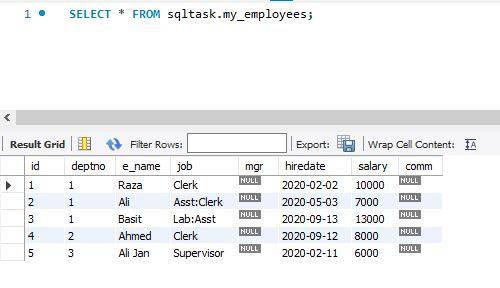 1 SELECT * FROM sqltask.my_employees;
Result Grid Filter Rows: Export: Wrap Cell Content: IA
id deptno e_name job mgr hiredate salary comm
1 1 Raza Clerk NULL 2020-02-02 10000 NULL
2 1 Ali Asst:Clerk NULL 2020-05-03 7000 NULL
3 1 Basit Lab:Asst NULL 2020-09-13 13000 NULL
4 2 Ahmed Clerk NULL 2020-09-12 8000 NULL
5 3 Ali Jan Supervisor NULL 2020-02-11 6000 NULL